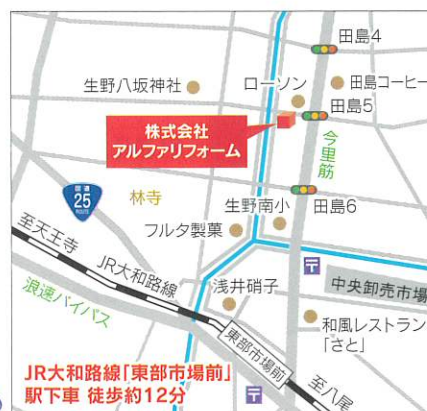 田島4
生野八坂神社
ローソン
田島コーヒー
田島5
株式会社
アルファリフォーム
今里筋
国道
25
ROUTE
林寺
生野南小
田島6
フルタ製菓
至天王寺
JR大和路線
浪速バイパス
浅井硝子
中央卸売市場
東部市場前
和風レストラン
「さと」
至八尾
JR大和路線「東部市場前」
駅下車 徒歩約12分